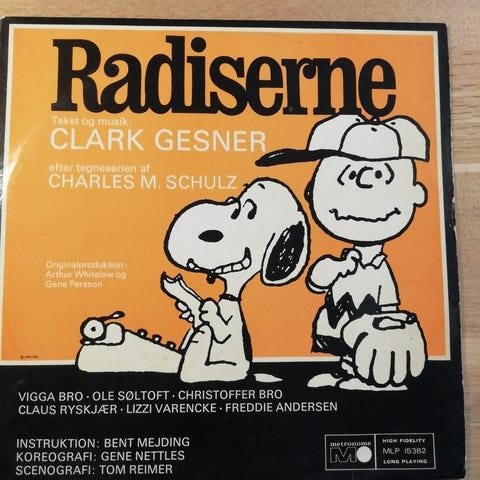 Radiserne
Tekst og musik:
CLARK GESNER
efter tegneserien af
CHARLES M. SCHULZ
Originalproduktion:
Arthur Whitelaw og
Gene Persson
VIGGA BRO · OLE SØLTOFT · CHRISTOFFER BRO
CLAUS RYSKJÆR · LIZZI VARENCKE · FREDDIE ANDERSEN
INSTRUKTION: BENT MEJDING
KOREOGRAFI: GENE NETTLES
SCENOGRAFI: TOM REIMER
metronome
HIGH FIDELITY
MLP 15382
LONG PLAYING